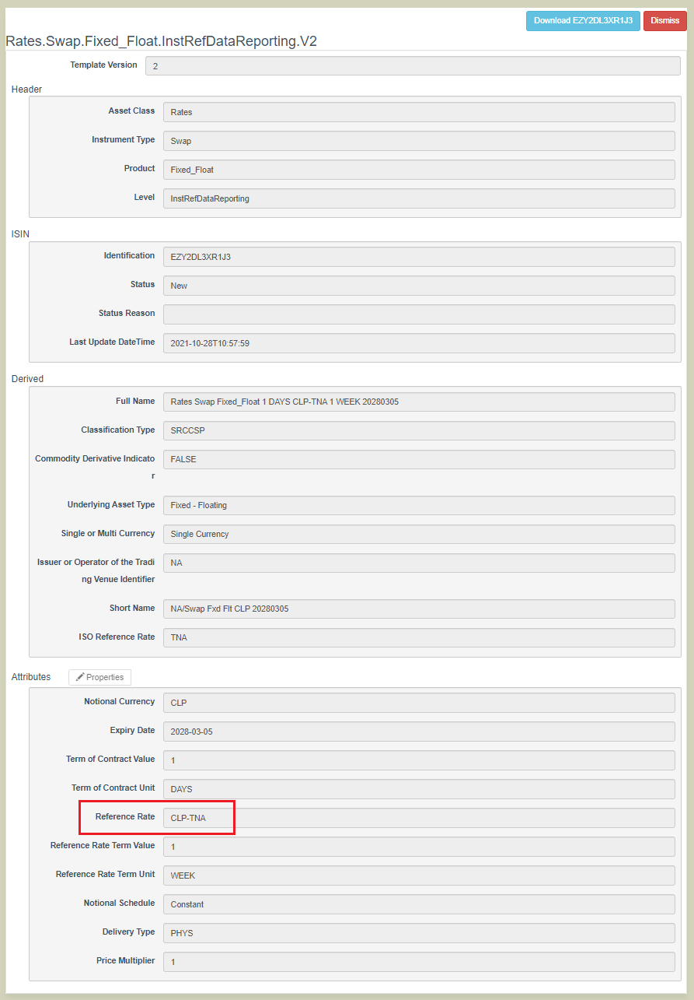 Download EZY2DL3XR1J3 Dismiss
Rates.Swap.Fixed_Float.InstRefDataReporting.V2
Template Version 2
Header
Asset Class Rates
Instrument Type Swap
Product Fixed_Float
Level InstRefDataReporting
ISIN
Identification EZY2DL3XR1J3
Status New
Status Reason
Last Update DateTime 2021-10-28T10:57:59
Derived
Full Name Rates Swap Fixed_Float 1 DAYS CLP-TNA 1 WEEK 20280305
Classification Type SRCCSP
Commodity Derivative Indicato FALSE
r
Underlying Asset Type Fixed - Floating
Single or Multi Currency Single Currency
Issuer or Operator of the Tradi NA
ng Venue Identifier
Short Name NA/Swap Fxd Flt CLP 20280305
ISO Reference Rate TNA
Attributes Properties
Notional Currency CLP
Expiry Date 2028-03-05
Term of Contract Value 1
Term of Contract Unit DAYS
Reference Rate CLP-TNA
Reference Rate Term Value 1
Reference Rate Term Unit WEEK
Notional Schedule Constant
Delivery Type PHYS
Price Multiplier 1